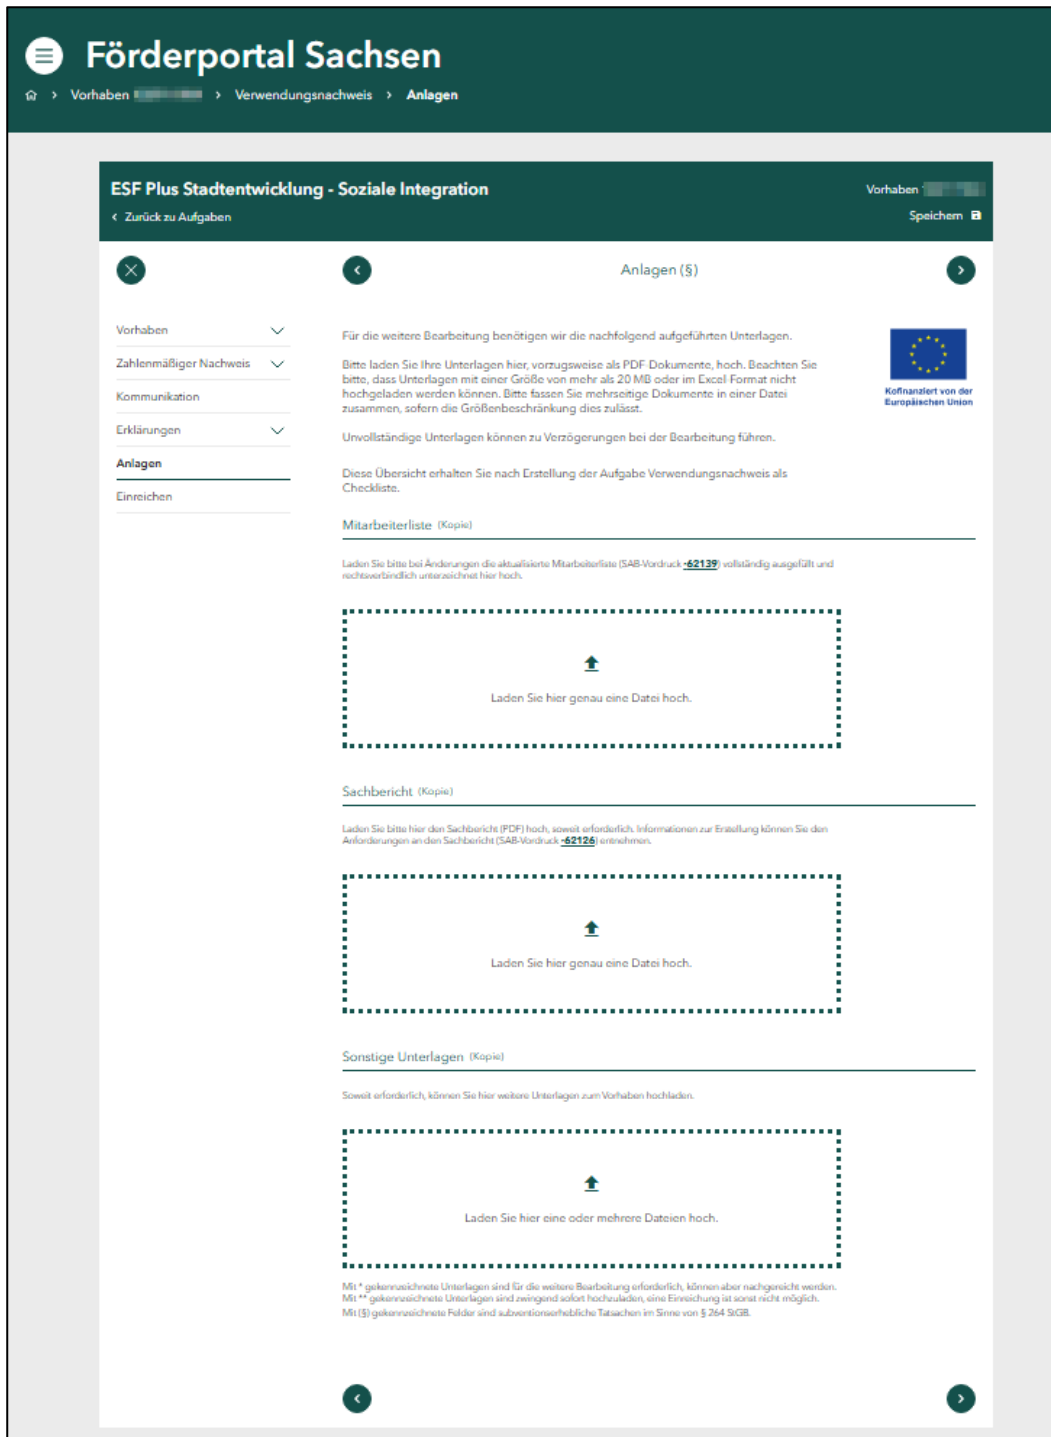 Förderportal Sachsen
Vorhaben > Verwendungsnachweis > Anlagen
ESF Plus Stadtentwicklung - Soziale Integration
Vorhaben
Zurück zu Aufgaben
Speichern
Anlagen (§)
Vorhaben
Zahlenmäßiger Nachweis
Kommunikation
Erklärungen
Anlagen
Einreichen
Für die weitere Bearbeitung benötigen wir die nachfolgend aufgeführten Unterlagen.
Bitte laden Sie Ihre Unterlagen hier, vorzugsweise als PDF-Dokumente, hoch. Beachten Sie
bitte, dass Unterlagen mit einer Größe von mehr als 20 MB oder im Excel-Format nicht
hochgeladen werden können. Bitte fassen Sie mehrseitige Dokumente in einer Datei
zusammen, sofern die Größenbeschränkung dies zulässt.
Unvollständige Unterlagen können zu Verzögerungen bei der Bearbeitung führen.
Diese Übersicht erhalten Sie nach Erstellung der Aufgabe Verwendungsnachweis als
Checkliste.
Kofinanziert von der
Europäischen Union
Mitarbeiterliste (Kopie)
Laden Sie bitte bei Änderungen die aktualisierte Mitarbeiterliste (SAB-Vordruck -62139) vollständig ausgefüllt und
rechtsverbindlich unterzeichnet hier hoch.
Laden Sie hier genau eine Datei hoch.
Sachbericht (Kopie)
Laden Sie bitte hier den Sachbericht (PDF) hoch, soweit erforderlich. Informationen zur Erstellung können Sie den
Anforderungen an den Sachbericht (SAB-Vordruck -62126) entnehmen.
Laden Sie hier genau eine Datei hoch.
Sonstige Unterlagen (Kopie)
Soweit erforderlich, können Sie hier weitere Unterlagen zum Vorhaben hochladen.
Laden Sie hier eine oder mehrere Dateien hoch.
Mit * gekennzeichnete Unterlagen sind für die weitere Bearbeitung erforderlich, können aber nachgereicht werden.
Mit ** gekennzeichnete Unterlagen sind zwingend sofort hochzuladen, eine Einreichung ist sonst nicht möglich.
Mit (§) gekennzeichnete Felder sind subventionserhebliche Tatsachen im Sinne von § 264 StGB.